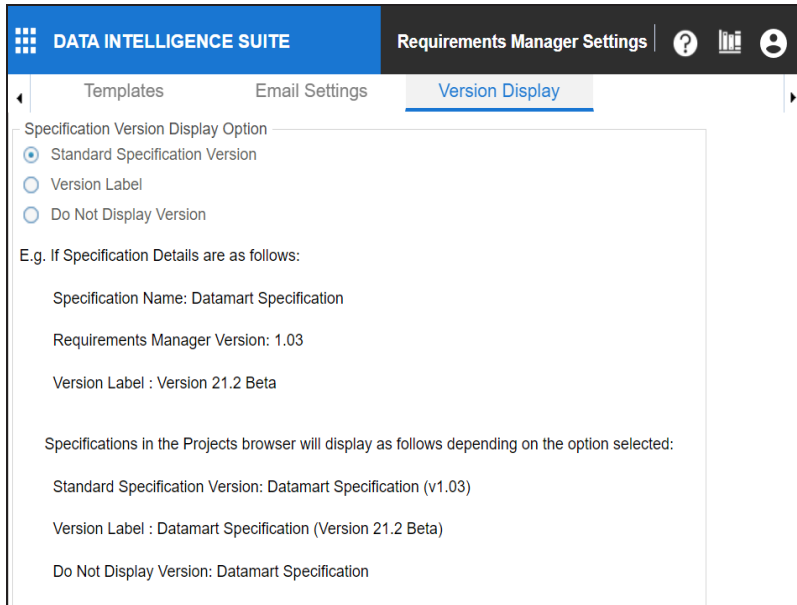 DATA INTELLIGENCE SUITE
Requirements Manager Settings
Templates
Email Settings
Version Display
Specification Version Display Option
Standard Specification Version
Version Label
Do Not Display Version
E.g. If Specification Details are as follows:
Specification Name: Datamart Specification
Requirements Manager Version: 1.03
Version Label : Version 21.2 Beta
Specifications in the Projects browser will display as follows depending on the option selected:
Standard Specification Version: Datamart Specification (v1.03)
Version Label : Datamart Specification (Version 21.2 Beta)
Do Not Display Version: Datamart Specification